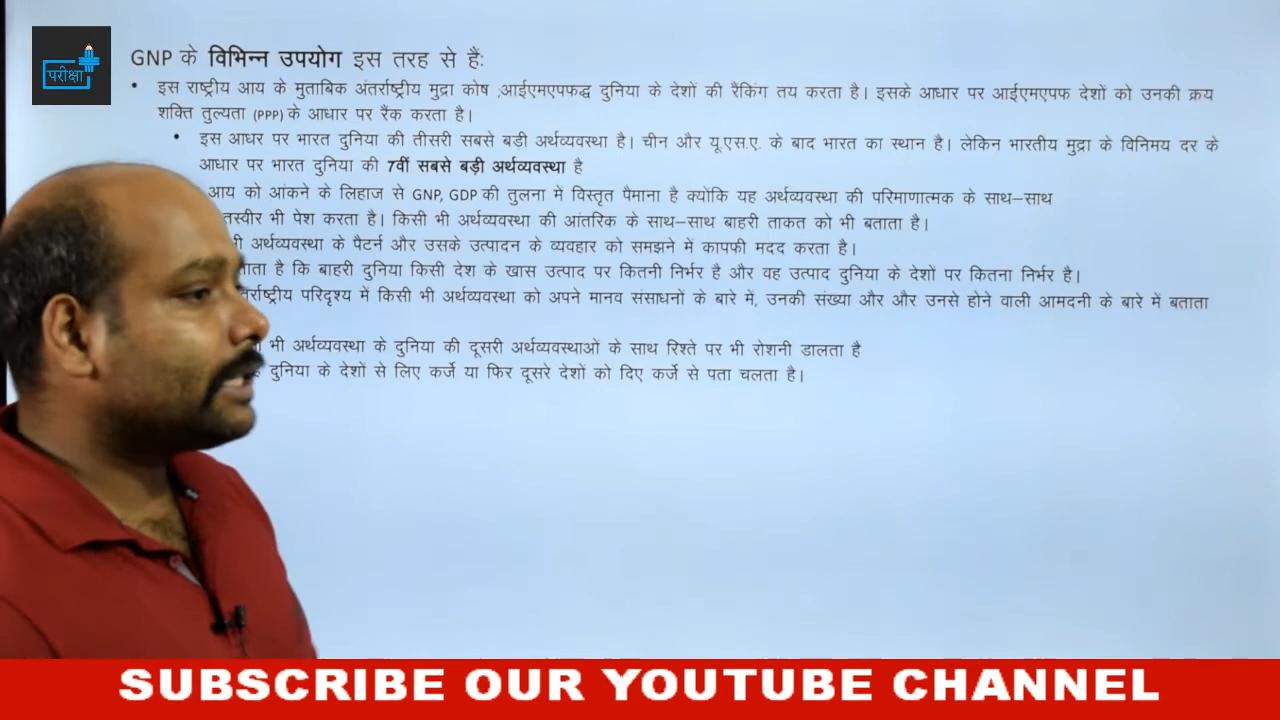 परीक्षा
GNP के विभिन्न उपयोग इस तरह से हैं:
• इस राष्ट्रीय आय के मुताबिक अंतर्राष्ट्रीय मुद्रा कोष ;आईएमएपफद्ध दुनिया के देशों की रैंकिंग तय करता है। इसके आधार पर आईएमएपफ देशों को उनकी क्रय
शक्ति तुल्यता (PPP) के आधार पर रैंक करता है।
• इस आधर पर भारत दुनिया की तीसरी सबसे बडी अर्थव्यवस्था है। चीन और यू.एस.ए. के बाद भारत का स्थान है। लेकिन भारतीय मुद्रा के विनिमय दर के
आधार पर भारत दुनिया की 7वीं सबसे बड़ी अर्थव्यवस्था है
आय को आंकने के लिहाज से GNP, GDP की तुलना में विस्तृत पैमाना है क्योंकि यह अर्थव्यवस्था की परिमाणात्मक के साथ–साथ
तस्वीर भी पेश करता है। किसी भी अर्थव्यवस्था की आंतरिक के साथ–साथ बाहरी ताकत को भी बताता है।
अर्थव्यवस्था के पैटर्न और उसके उत्पादन के व्यवहार को समझने में कापफी मदद करता है।
है कि बाहरी दुनिया किसी देश के खास उत्पाद पर कितनी निर्भर है और वह उत्पाद दुनिया के देशों पर कितना निर्भर है।
परिदृश्य में किसी भी अर्थव्यवस्था को अपने मानव संसाधनों के बारे में, उनकी संख्या और और उनसे होने वाली आमदनी के बारे में बताता
भी अर्थव्यवस्था के दुनिया की दूसरी अर्थव्यवस्थाओं के साथ रिश्ते पर भी रोशनी डालता है
दुनिया के देशों से लिए कर्जे या फिर दूसरे देशों को दिए कर्जे से पता चलता है।
SUBSCRIBE OUR YOUTUBE CHANNEL